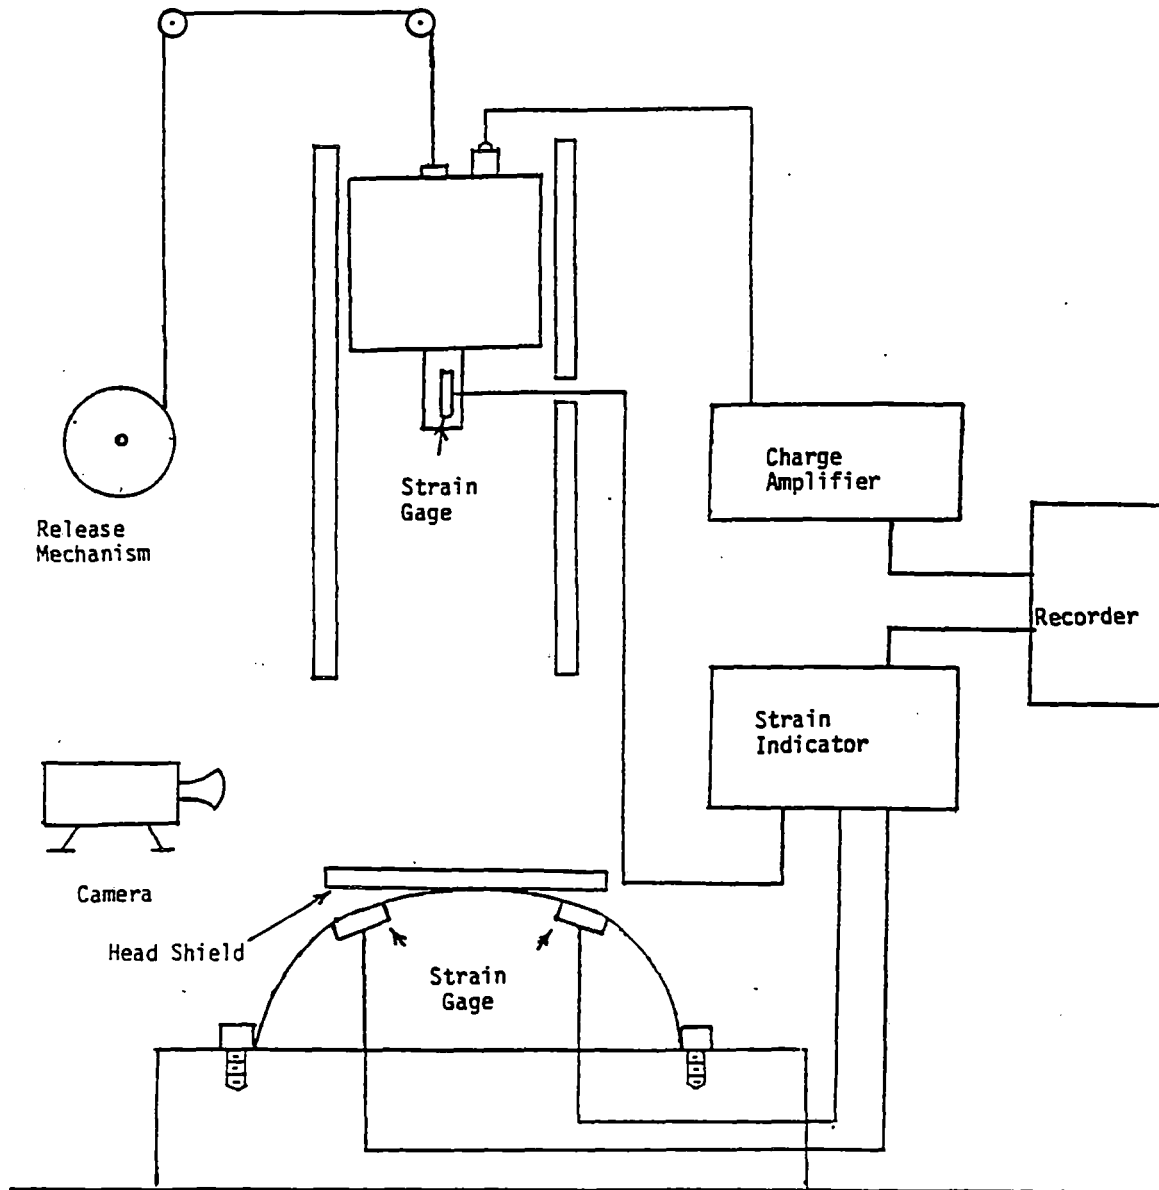 Charge
Amplifier
Strain
Gage
Release
Mechanism
Recorder
Strain
Indicator
Camera
Head Shield
Strain
Gage